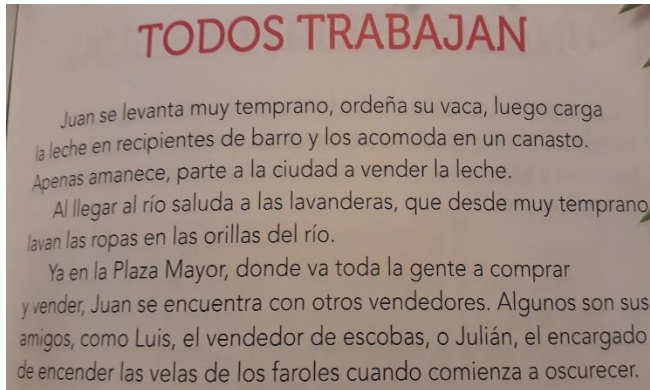 TODOS TRABAJAN
Juan se levanta muy temprano, ordeña su vaca, luego carga
la leche en recipientes de barro y los acomoda en un canasto.
Apenas amanece, parte a la ciudad a vender la leche.
Al llegar al río saluda a las lavanderas, que desde muy temprano
lavan las ropas en las orillas del río.
Ya en la Plaza Mayor, donde va toda la gente a comprar
y vender, Juan se encuentra con otros vendedores. Algunos son sus
amigos, como Luis, el vendedor de escobas, o Julián, el encargado
de encender las velas de los faroles cuando comienza a oscurecer.